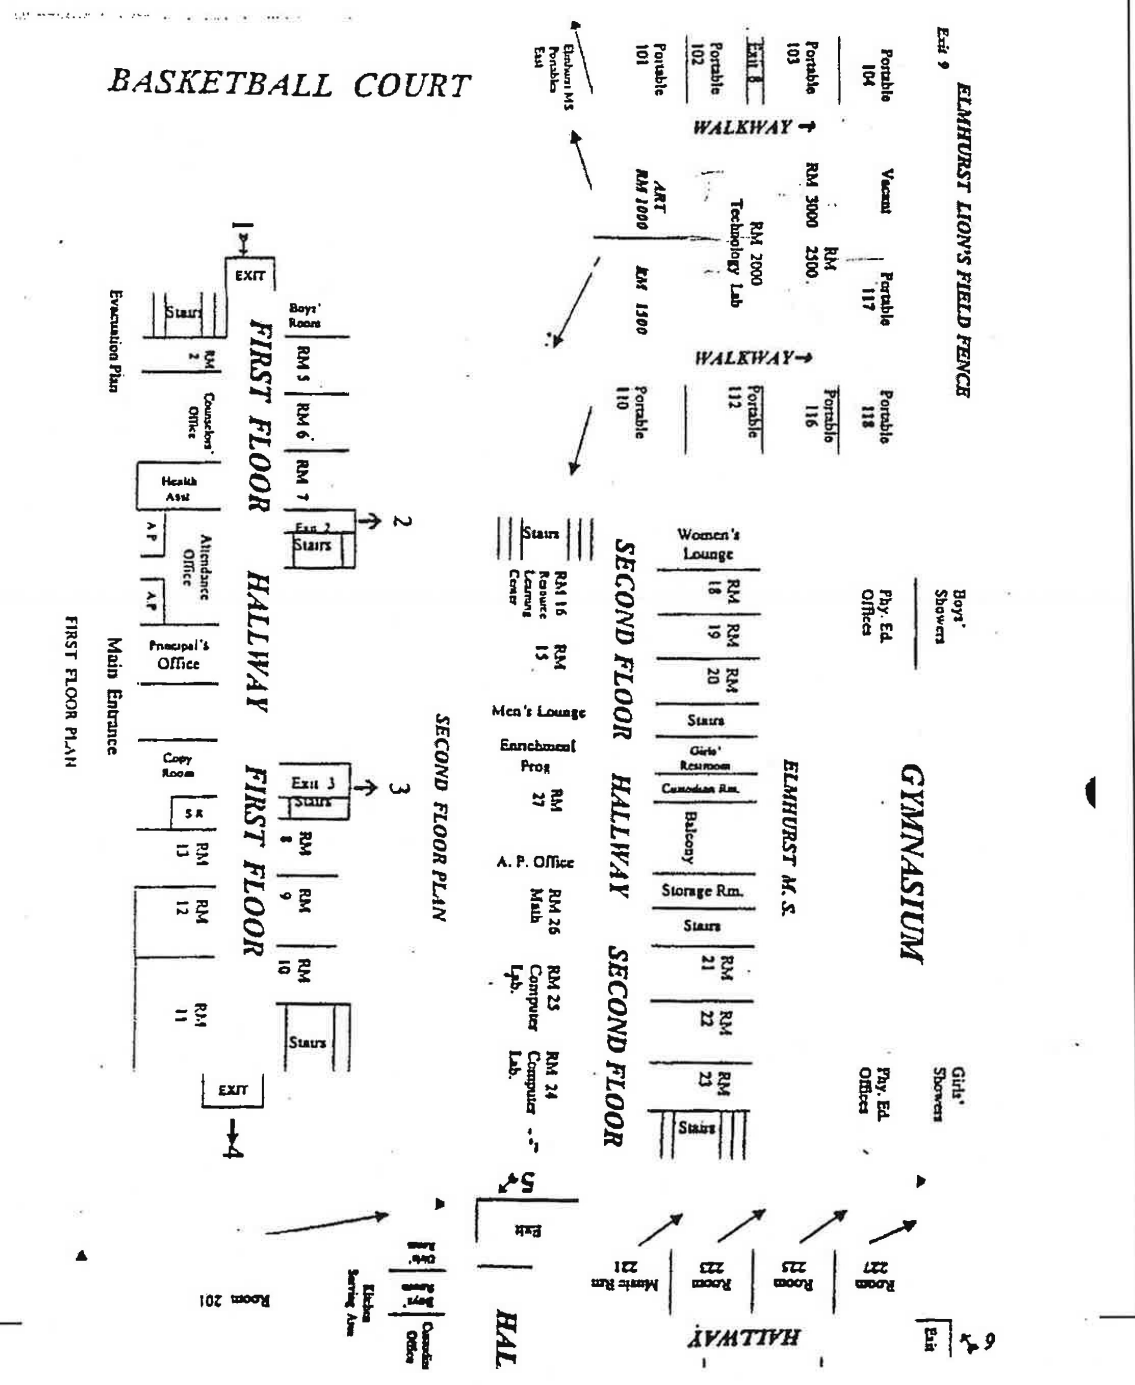 BASKETBALL COURT
Elmhurst MS
Portables
East
Portable
101
Portable
102
Exit 8
Portable
103
Portable
104
Exit 9
ELMHURST LION'S FIELD FENCE
WALKWAY
ART
RM 1000
RM 1500
RM 2000
Technology Lab
RM 3000
RM
2500
Vacant
Portable
117
WALKWAY
Portable
110
Portable
112
Portable
116
Portable
118
1
EXIT
Stairs
Evacuation Plan
RM
2
Counselors'
Office
Health
Asst
A P
Attendance
Office
A.P
Principal's
Office
Main Entrance
FIRST FLOOR PLAN
Copy
Room
S R
RM
13
RM
12
RM
11
FIRST FLOOR HALLWAY FIRST FLOOR
Boys'
Room
RM 5
RM 6
RM 7
Exit 2
2
Stairs
Exit 3
3
Stairs
RM
8
RM
9
RM
10
Stairs
EXIT
4
SECOND FLOOR PLAN
Stairs
RM 16
Resource
Learning
Center
RM
15
Men's Lounge
Enrichment
Prog
RM
27
A. P. Office
RM 26
Math
RM 25
Computer
Lab.
RM 24
Computer
Lab.
SECOND FLOOR HALLWAY SECOND FLOOR
Women's
Lounge
RM
18
RM
19
RM
20
Stairs
Girls'
Restroom
Custodian Rm.
Balcony
Storage Rm.
Stairs
RM
21
RM
22
RM
23
Stairs
ELMHURST M. S.
Phy. Ed.
Offices
Boys'
Showers
GYMNASIUM
Phy. Ed.
Offices
Girls'
Showers
5
Exit
Girls'
Room
Boys'
Room
Custodian
Office
Kitchen
Serving Area
Room 201
HAL
Music Rm
221
Room
223
Room
225
Room
227
HALLWAY
Exit
6